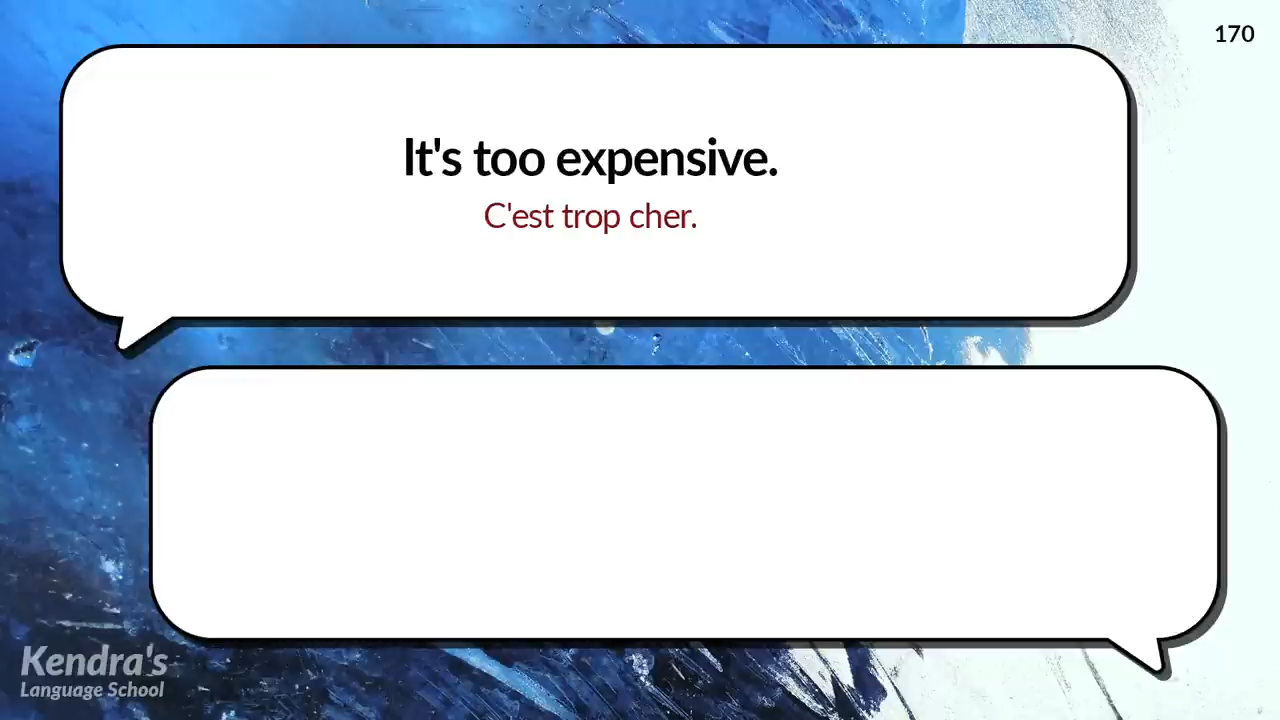 170
It's too expensive.
C'est trop cher.
Kendra's
Language School